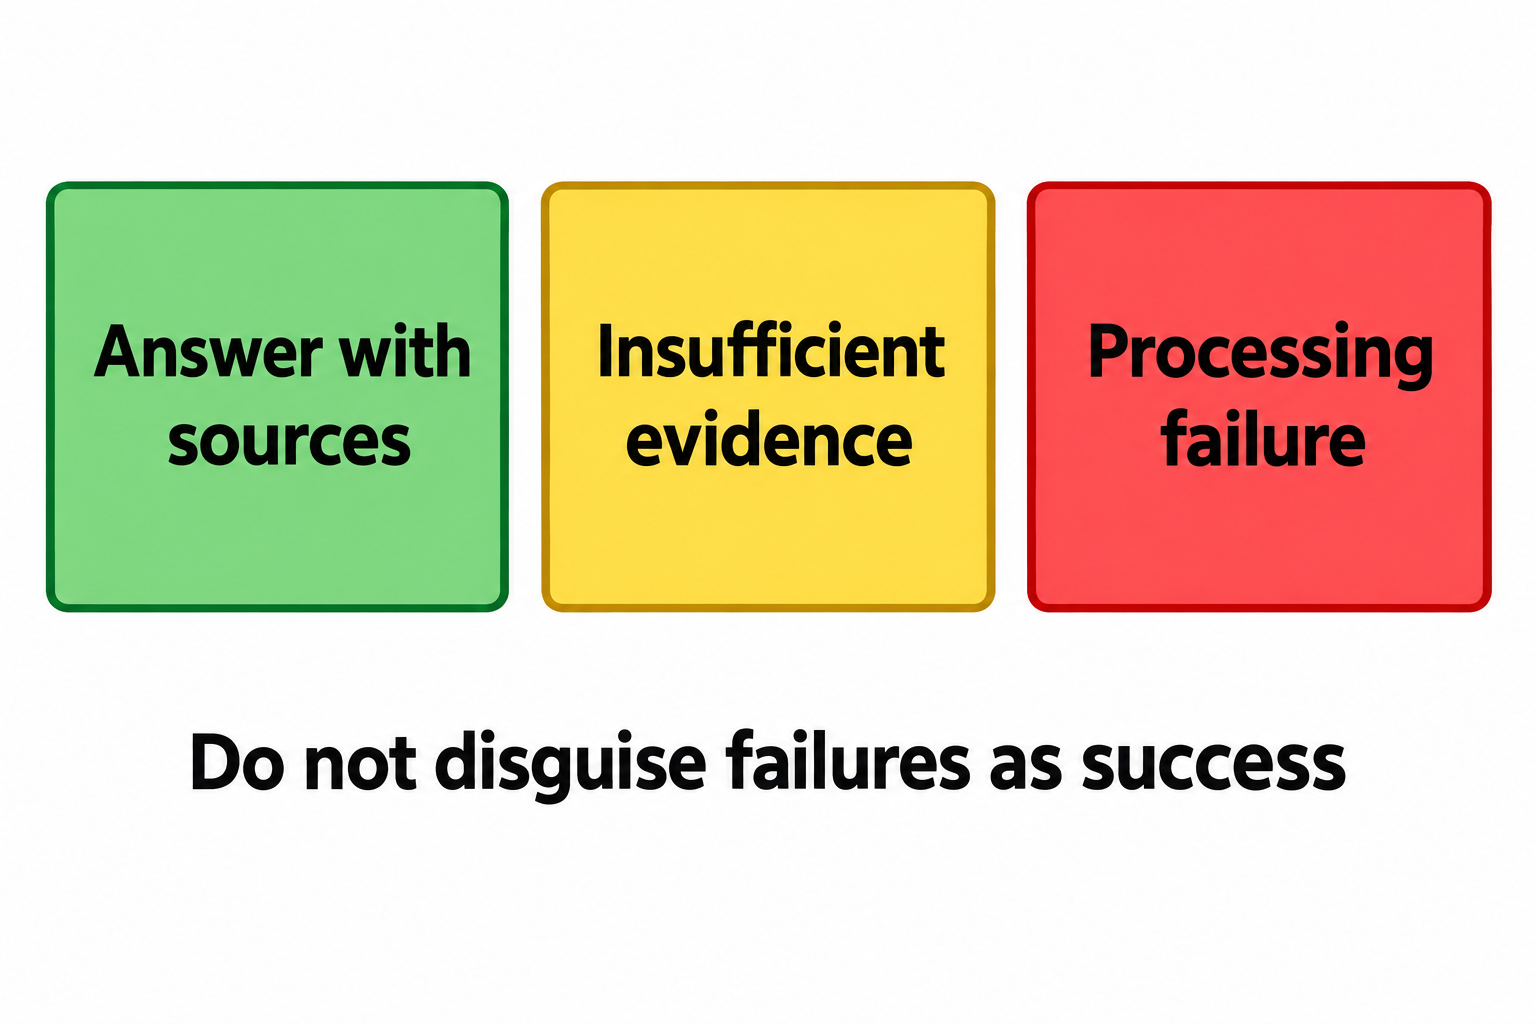 Answer with
sources
Insufficient
evidence
Processing
failure
Do not disguise failures as success